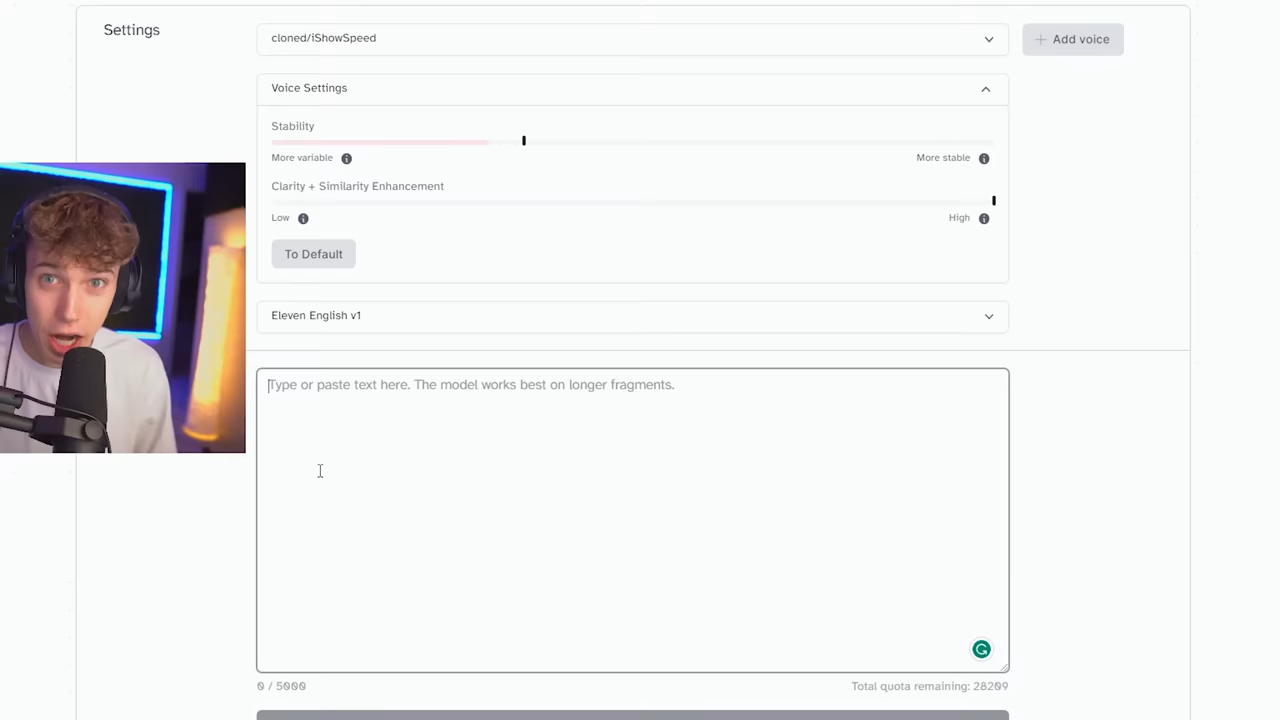 Settings
cloned/iShowSpeed
Add voice
Voice Settings
Stability
More variable
More stable
Clarity + Similarity Enhancement
Low
High
To Default
Eleven English v1
Type or paste text here. The model works best on longer fragments.
0 / 5000
Total quota remaining: 28209